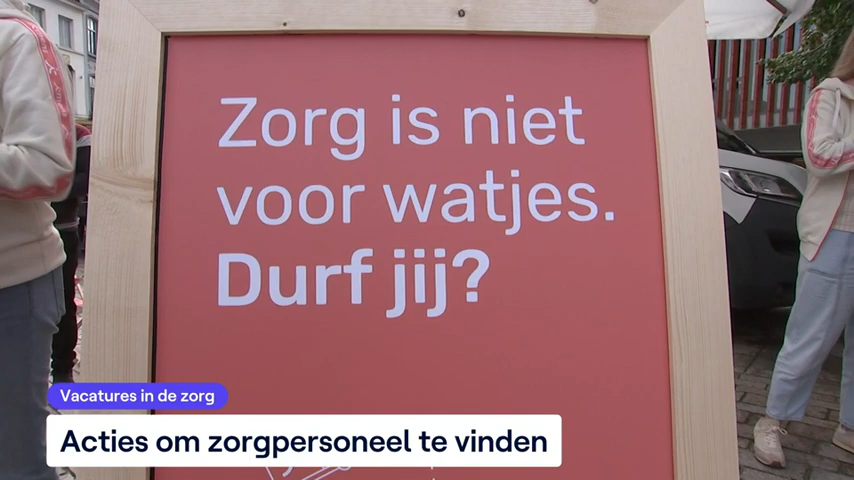 Zorg is niet
voor watjes.
Durf jij?
Vacatures in de zorg
Acties om zorgpersoneel te vinden